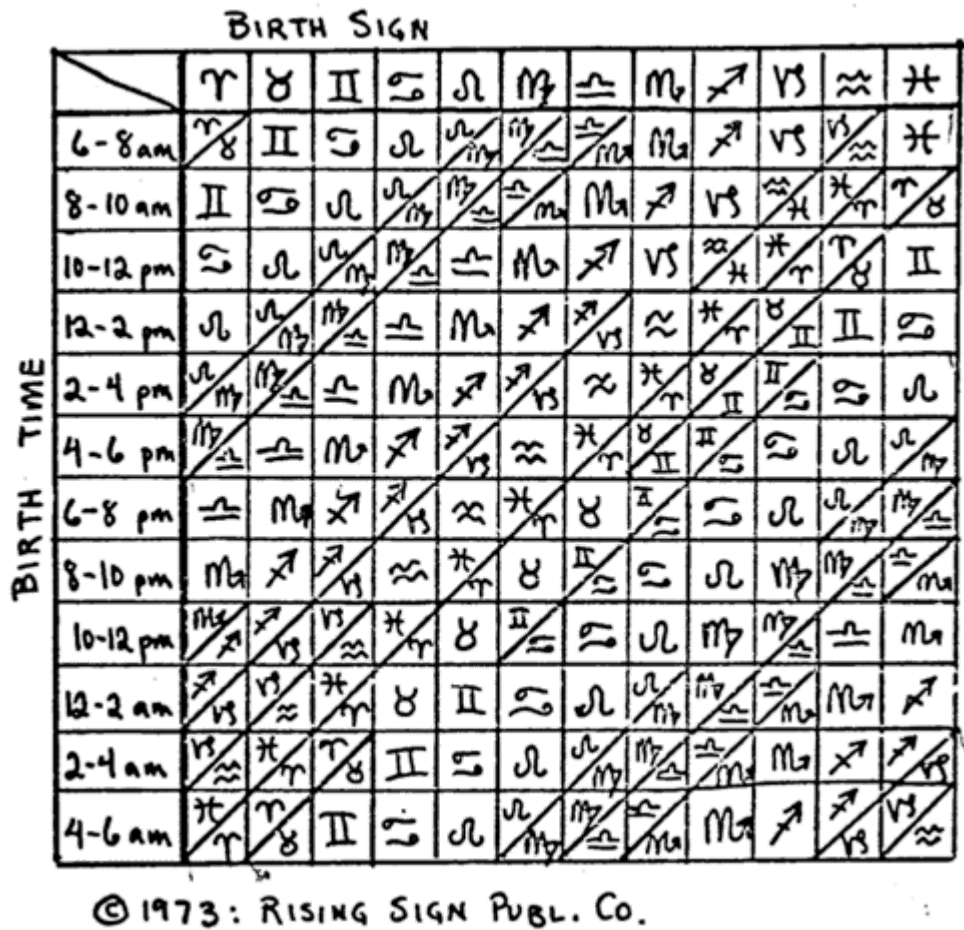 BIRTH SIGN
♈ ♉ ♊ ♋ ♌ ♍ ♎ ♏ ♐ ♑ ♒ ♓
BIRTH TIME
6-8am ♈/♉ ♊ ♋ ♌ ♌/♍ ♍/♎ ♎/♏ ♏ ♐ ♑ ♑/♒ ♓
8-10 am ♊ ♋ ♌ ♌/♍ ♍/♎ ♎/♏ ♏ ♐ ♑ ♒/♓ ♓/♈ ♈/♉
10-12 pm ♋ ♌ ♌/♍ ♍/♎ ♎ ♏ ♐ ♑ ♒/♓ ♓/♈ ♈/♉ ♊
12-2 pm ♌ ♌/♍ ♍/♎ ♎ ♏ ♐ ♐/♑ ♒ ♓/♈ ♉/♊ ♊ ♋
2-4 pm ♌/♍ ♍/♎ ♎ ♏ ♐ ♐/♑ ♒ ♓/♈ ♉/♊ ♊/♋ ♋ ♌
4-6 pm ♍/♎ ♎ ♏ ♐ ♐/♑ ♒ ♓/♈ ♉/♊ ♊/♋ ♋ ♌ ♌/♍
6-8 pm ♎ ♏ ♐ ♐/♑ ♒ ♓/♈ ♉ ♊/♋ ♋ ♌ ♌/♍ ♍/♎
8-10 pm ♏ ♐ ♐/♑ ♒ ♓/♈ ♉ ♊/♋ ♋ ♌ ♍ ♍/♎ ♎/♏
10-12 pm ♏/♐ ♐/♑ ♑/♒ ♓/♈ ♉ ♊/♋ ♋ ♌ ♍ ♍/♎ ♎ ♏
12-2 am ♐/♑ ♑/♒ ♓/♈ ♉ ♊ ♋ ♌ ♌/♍ ♍/♎ ♎/♏ ♏ ♐
2-4 am ♑/♒ ♓/♈ ♈/♉ ♊ ♋ ♌ ♌/♍ ♍/♎ ♎/♏ ♏ ♐ ♐/♑
4-6 am ♓/♈ ♈/♉ ♊ ♋ ♌ ♌/♍ ♍/♎ ♎/♏ ♏ ♐ ♐/♑ ♑/♒
© 1973: RISING SIGN PUBL. CO.